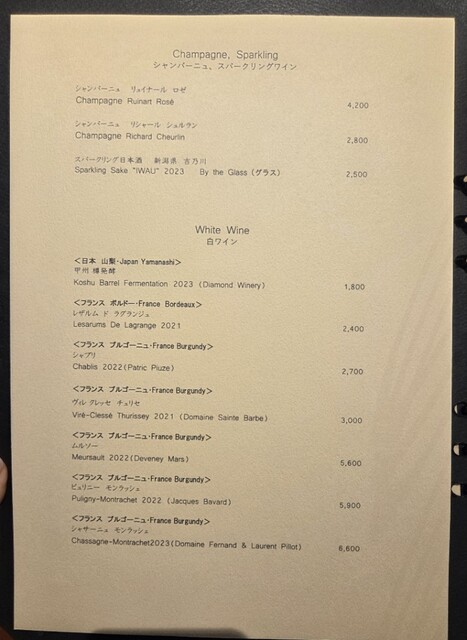 Champagne, Sparkling
シャンパーニュ、スパークリングワイン
シャンパーニュ　リュイナール　ロゼ
Champagne Ruinart Rosé 4,200
シャンパーニュ　リシャール　シュルラン
Champagne Richard Cheurlin 2,800
スパークリング日本酒　新潟県　吉乃川
Sparkling Sake "IWAU" 2023 By the Glass (グラス) 2,500
White Wine
白ワイン
＜日本 山梨・Japan Yamanashi＞
甲州 樽発酵
Koshu Barrel Fermentation 2023 (Diamond Winery) 1,800
＜フランス ボルドー・France Bordeaux＞
レザルム ド ラグランジュ
Lesarums De Lagrange 2021 2,400
＜フランス ブルゴーニュ・France Burgundy＞
シャブリ
Chablis 2022(Patric Piuze) 2,700
＜フランス ブルゴーニュ・France Burgundy＞
ヴィル クレッセ チュリセ
Viré-Clessé Thurissey 2021 (Domaine Sainte Barbe) 3,000
＜フランス ブルゴーニュ・France Burgundy＞
ムルソー
Meursault 2022(Deveney Mars) 5,600
＜フランス ブルゴーニュ・France Burgundy＞
ピュリニー モンラッシュ
Puligny-Montrachet 2022 (Jacques Bavard) 5,900
＜フランス ブルゴーニュ・France Burgundy＞
シャサーニュ モンラッシュ
Chassagne-Montrachet2023(Domaine Fernand & Laurent Pillot) 6,600